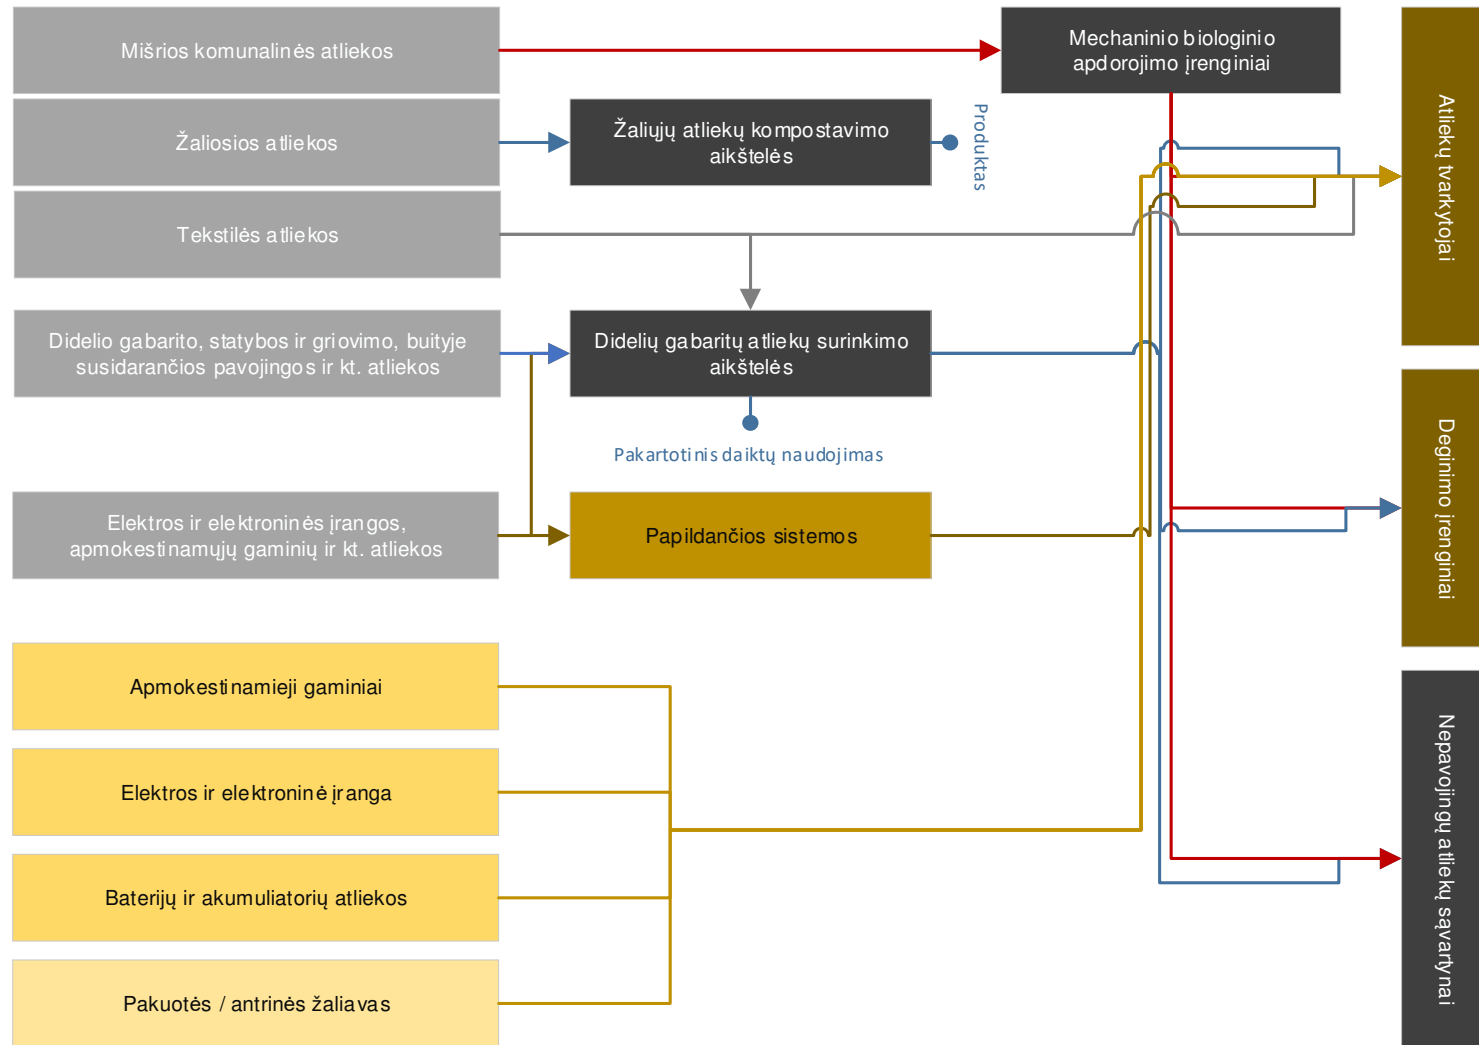 Mišrios komunalinės atliekos
Mechaninio biologinio
apdorojimo įrenginiai
Žaliosios atliekos
Žaliųjų atliekų kompostavimo
aikštelės
Produktas
Atliekų tvarkytojai
Tekstilės atliekos
Didelio gabarito, statybos ir griovimo, buityje
susidarančios pavojingos ir kt. atliekos
Didelių gabaritų atliekų surinkimo
aikštelės
Pakartotinis daiktų naudojimas
Deginimo įrenginiai
Elektros ir elektroninės įrangos,
apmokestinamųjų gaminių ir kt. atliekos
Papildančios sistemos
Apmokestinamieji gaminiai
Elektros ir elektroninė įranga
Baterijų ir akumuliatorių atliekos
Nepavojingų atliekų sąvartynai
Pakuotės / antrinės žaliavas